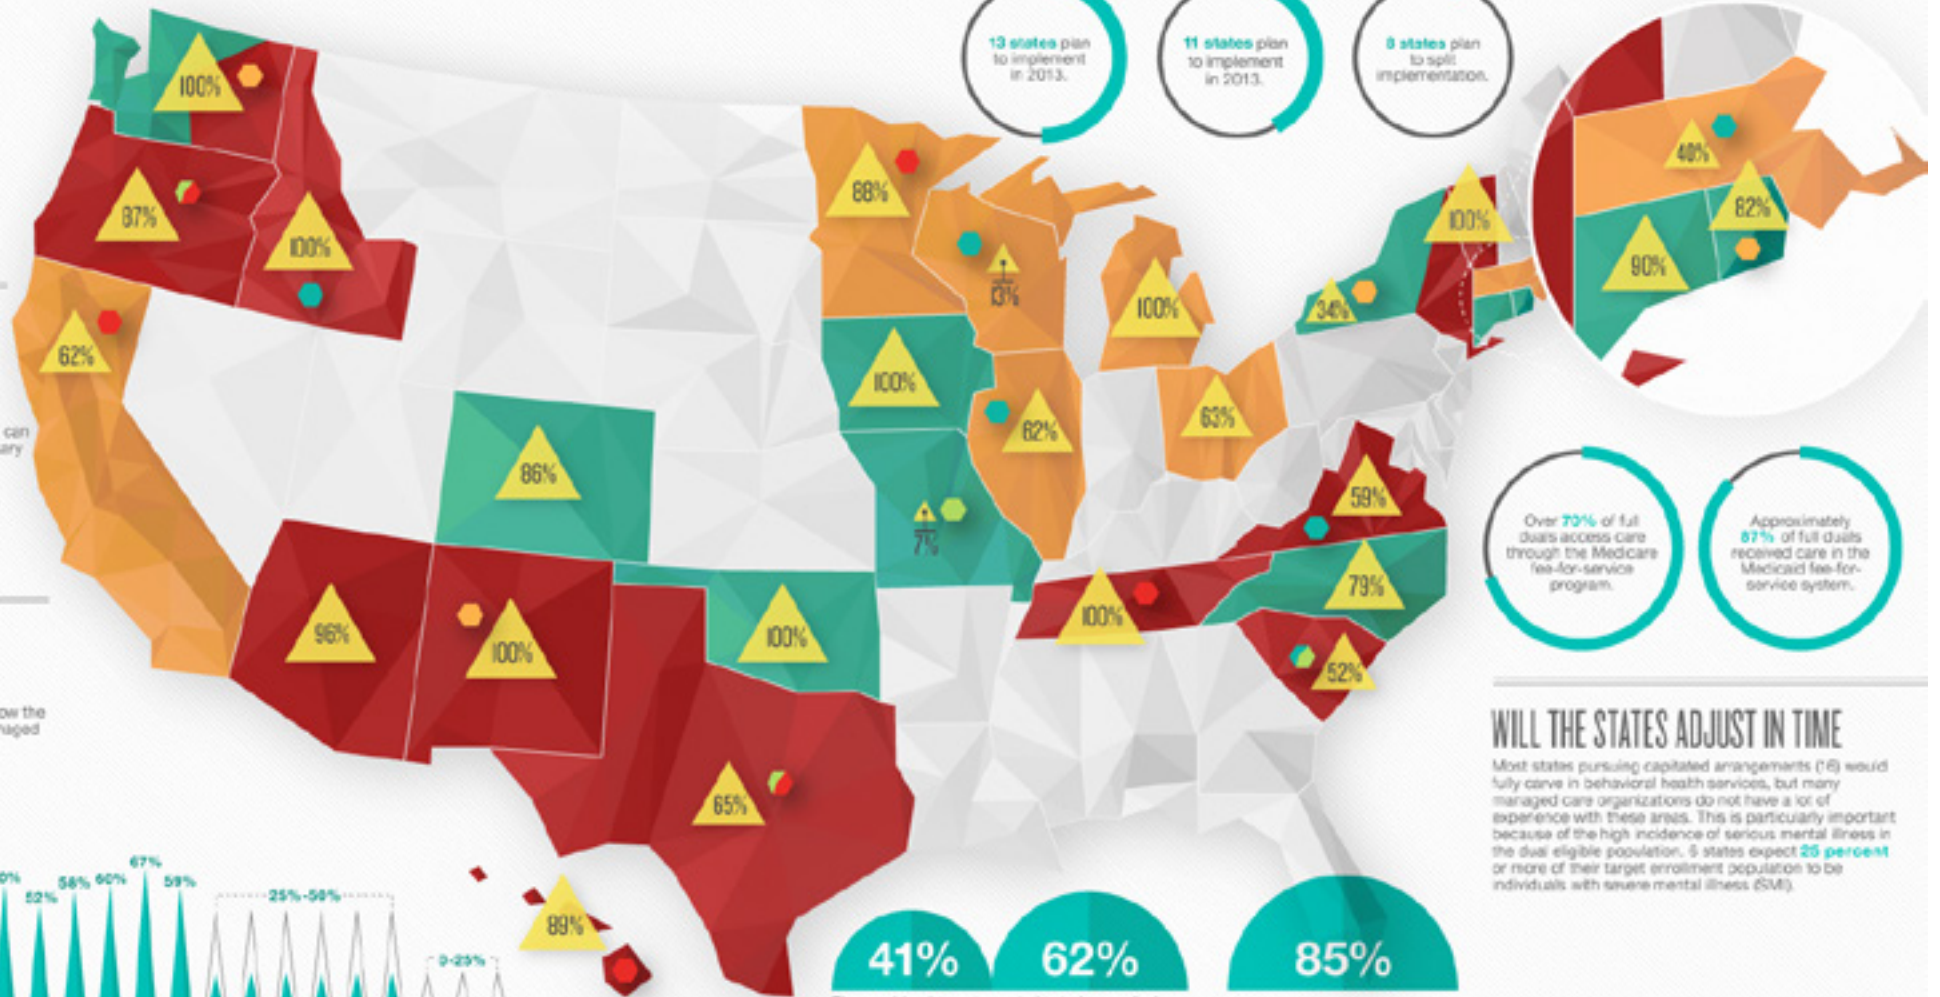 13 states plan
to implement
in 2013.
11 states plan
to implement
in 2013.
8 states plan
to split
implementation.
100%
87%
100%
62%
88%
13%
100%
100%
34%
40%
82%
90%
100%
62%
63%
86%
7%
59%
79%
100%
52%
96%
100%
100%
65%
89%
can
ary
ow the
naged
Over 70% of full
duals access care
through the Medicare
fee-for-service
program.
Approximately
87% of full duals
received care in the
Medicaid fee-for-
service system.
WILL THE STATES ADJUST IN TIME
Most states pursuing capitated arrangements (16) would
fully carve in behavioral health services, but many
managed care organizations do not have a lot of
experience with these areas. This is particularly important
because of the high incidence of serious mental illness in
the dual eligible population. 6 states expect 25 percent
or more of their target enrollment population to be
individuals with severe mental illness (SMI).
0%
52%
58%
60%
67%
59%
25%-50%
0-25%
41%
62%
85%